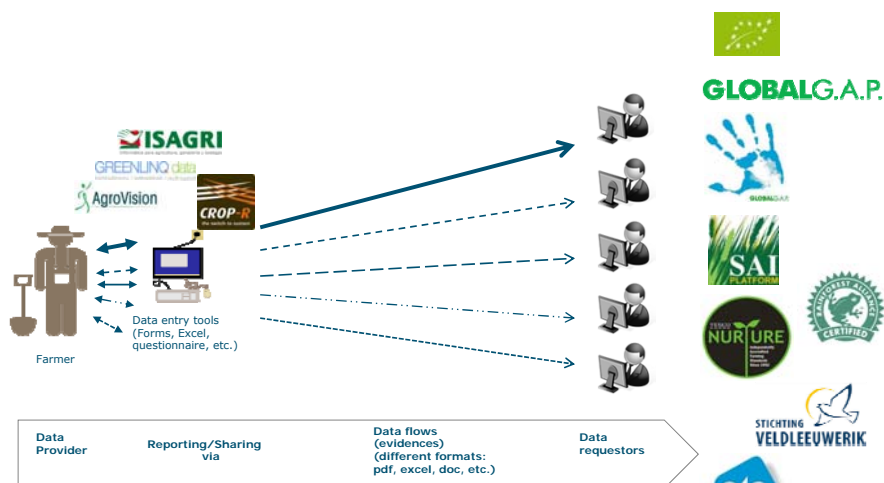 GLOBALG.A.P.
ISAGRI
GREENLINQ data
AgroVision
CROP-R
GLOBALG.A.P.
SAI
PLATFORM
NURTURE
RAINFOREST ALLIANCE
CERTIFIED
Data entry tools
(Forms, Excel,
questionnaire, etc.)
Farmer
STICHTING
VELDLEEUWERIK
Data
Provider
Reporting/Sharing
via
Data flows
(evidences)
(different formats:
pdf, excel, doc, etc.)
Data
requestors